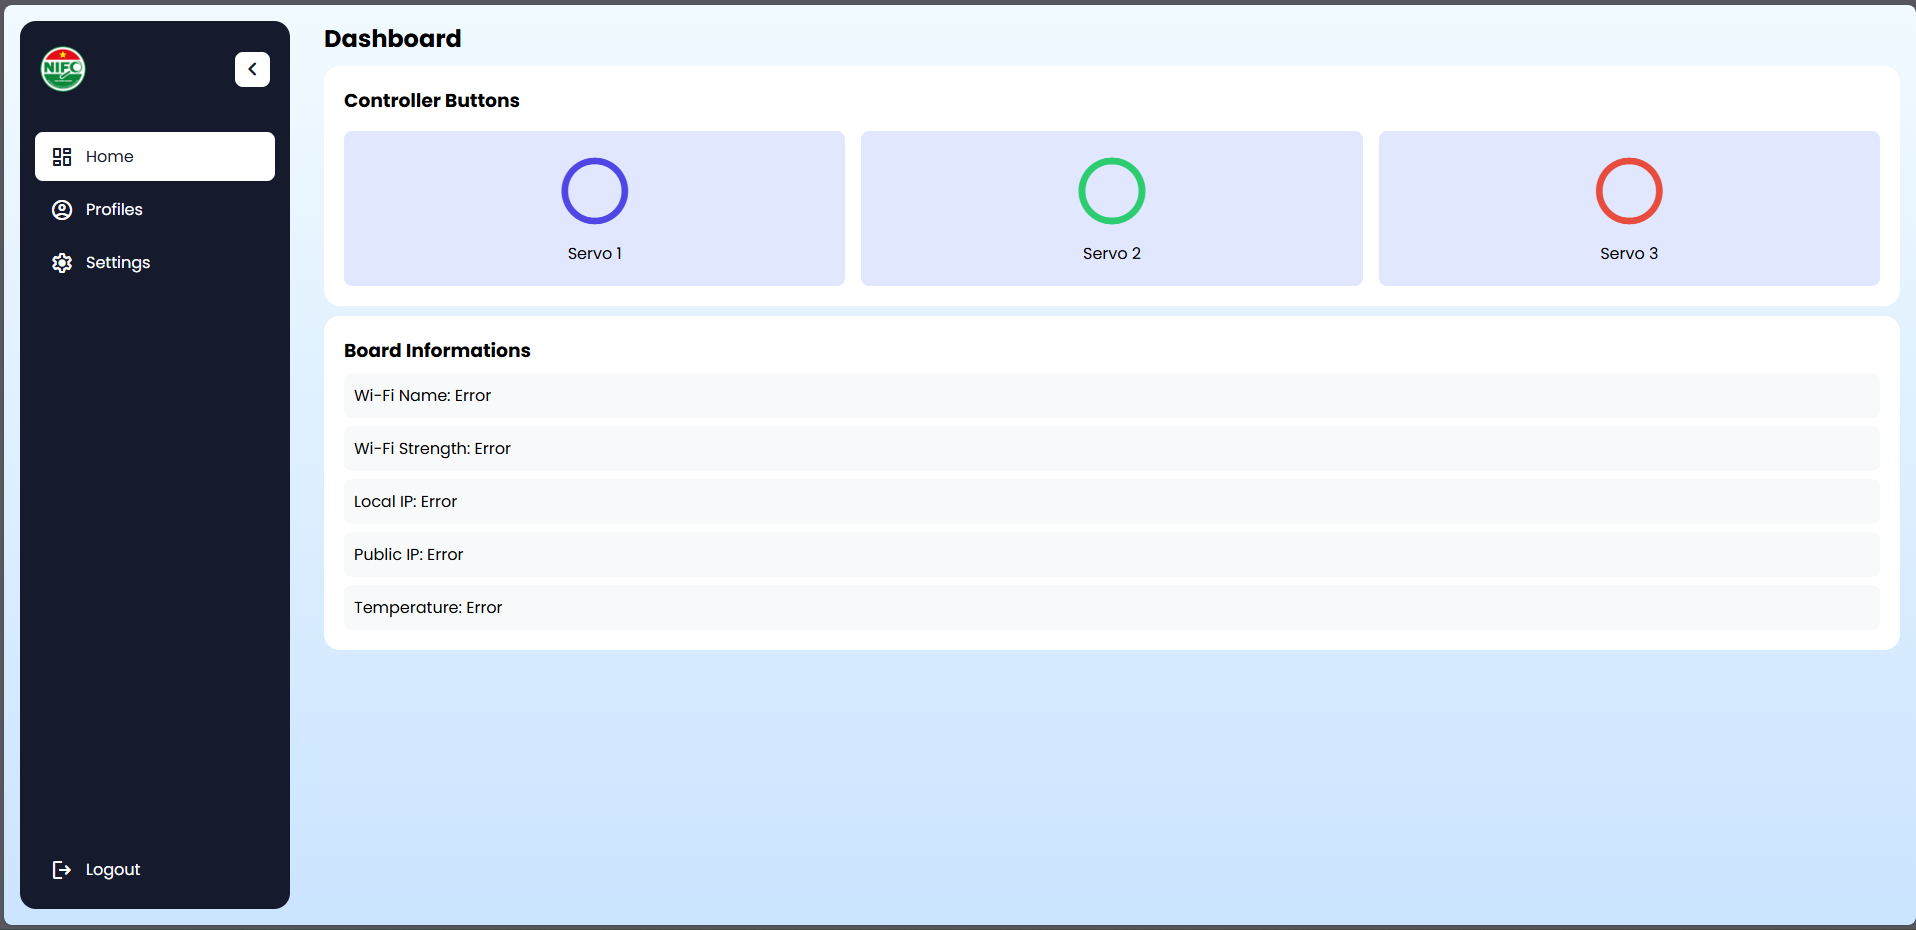 NIFC
Home
Profiles
Settings
Logout
Dashboard
Controller Buttons
Servo 1
Servo 2
Servo 3
Board Informations
Wi-Fi Name: Error
Wi-Fi Strength: Error
Local IP: Error
Public IP: Error
Temperature: Error